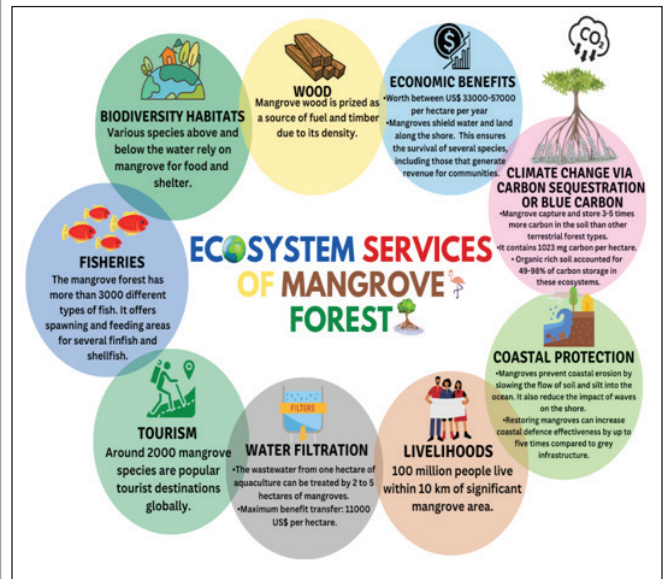 CO₂
BIODIVERSITY HABITATS
Various species above and
below the water rely on
mangrove for food and
shelter.
WOOD
Mangrove wood is prized as
a source of fuel and timber
due to its density.
ECONOMIC BENEFITS
•Worth between US$ 33000-57000
per hectare per year
•Mangroves shield water and land
along the shore. This ensures
the survival of several species,
including those that generate
revenue for communities.
CLIMATE CHANGE VIA
CARBON SEQUESTRATION
OR BLUE CARBON
•Mangrove capture and store 3-5 times
more carbon in the soil than other
terrestrial forest types.
•It contains 1023 mg carbon per hectare.
• Organic rich soil accounted for
49-98% of carbon storage in
these ecosystems.
FISHERIES
The mangrove forest has
more than 3000 different
types of fish. It offers
spawning and feeding areas
for several finfish and
shellfish.
ECOSYSTEM SERVICES
OF MANGROVE
FOREST
COASTAL PROTECTION
•Mangroves prevent coastal erosion by
slowing the flow of soil and silt into the
ocean. It also reduce the impact of waves
on the shore.
•Restoring mangroves can increase
coastal defence effectiveness by up to
five times compared to grey
infrastructure.
TOURISM
Around 2000 mangrove
species are popular
tourist destinations
globally.
FILTERS
WATER FILTRATION
•The wastewater from one hectare of
aquaculture can be treated by 2 to 5
hectares of mangroves.
•Maximum benefit transfer: 11000
US$ per hectare.
LIVELIHOODS
100 million people live
within 10 km of significant
mangrove area.